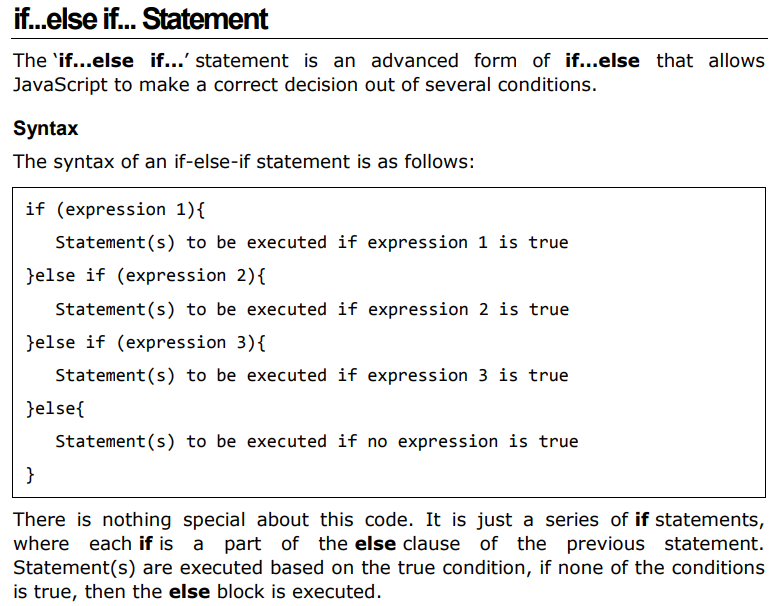 if...else if... Statement
The ‘if...else if...’ statement is an advanced form of if...else that allows
JavaScript to make a correct decision out of several conditions.
Syntax
The syntax of an if-else-if statement is as follows:
if (expression 1){
   Statement(s) to be executed if expression 1 is true
}else if (expression 2){
   Statement(s) to be executed if expression 2 is true
}else if (expression 3){
   Statement(s) to be executed if expression 3 is true
}else{
   Statement(s) to be executed if no expression is true
}
There is nothing special about this code. It is just a series of if statements,
where each if is a part of the else clause of the previous statement.
Statement(s) are executed based on the true condition, if none of the conditions
is true, then the else block is executed.